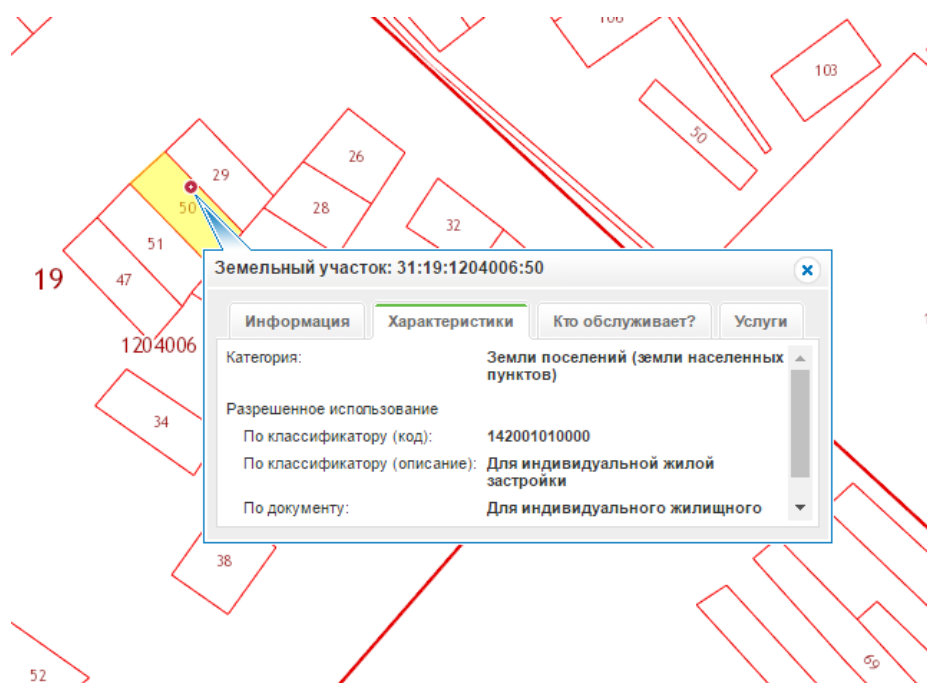 106
103
50
26
29
28
50
32
51
19
47
1204006
34
38
52
69
Земельный участок: 31:19:1204006:50
Информация Характеристики Кто обслуживает? Услуги
Категория: Земли поселений (земли населенных
пунктов)
Разрешенное использование
По классификатору (код): 142001010000
По классификатору (описание): Для индивидуальной жилой
застройки
По документу: Для индивидуального жилищного